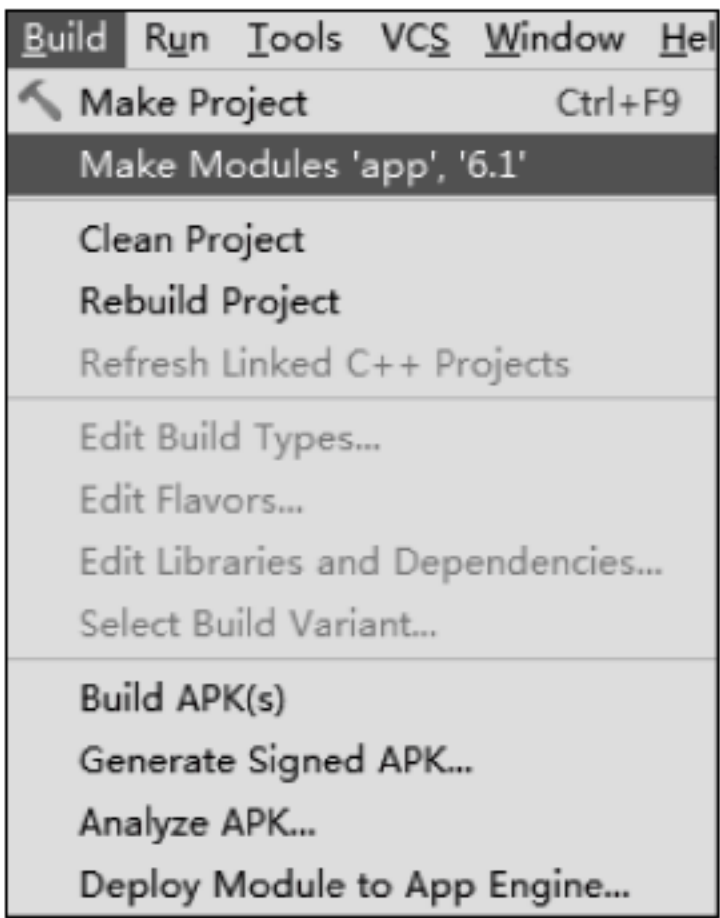 Build Run Tools VCS Window Hel
Make Project Ctrl+F9
Make Modules 'app', '6.1'
Clean Project
Rebuild Project
Refresh Linked C++ Projects
Edit Build Types...
Edit Flavors...
Edit Libraries and Dependencies...
Select Build Variant...
Build APK(s)
Generate Signed APK...
Analyze APK...
Deploy Module to App Engine...